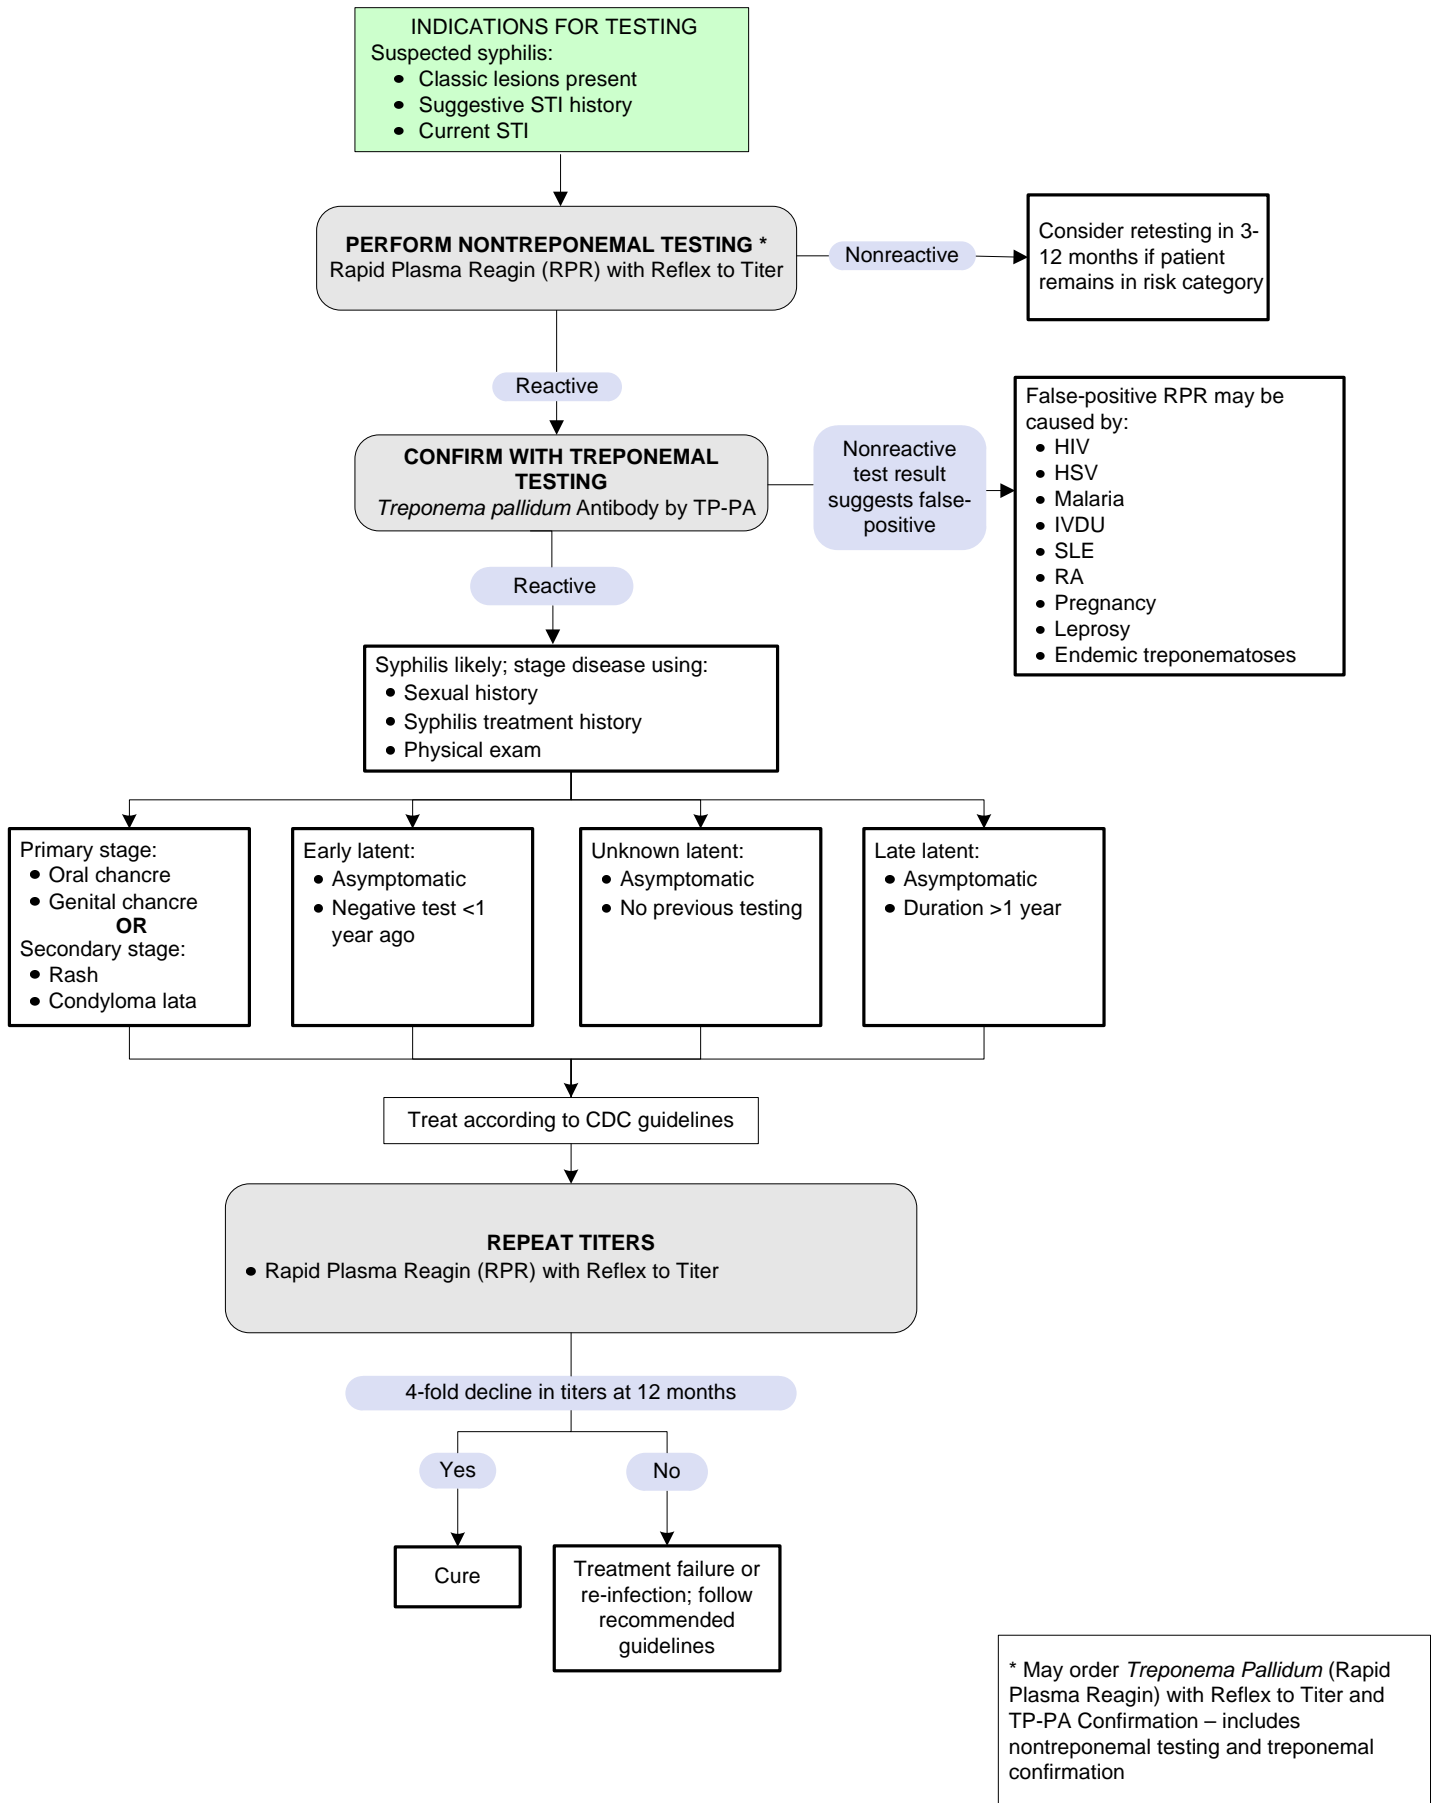 INDICATIONS FOR TESTING
Suspected syphilis:
• Classic lesions present
• Suggestive STI history
• Current STI
PERFORM NONTREPONEMAL TESTING *
Rapid Plasma Reagin (RPR) with Reflex to Titer
Nonreactive
Consider retesting in 3-
12 months if patient
remains in risk category
Reactive
CONFIRM WITH TREPONEMAL
TESTING
Treponema pallidum Antibody by TP-PA
Nonreactive
test result
suggests false-
positive
False-positive RPR may be
caused by:
• HIV
• HSV
• Malaria
• IVDU
• SLE
• RA
• Pregnancy
• Leprosy
• Endemic treponematoses
Reactive
Syphilis likely; stage disease using:
• Sexual history
• Syphilis treatment history
• Physical exam
Primary stage:
• Oral chancre
• Genital chancre
OR
Secondary stage:
• Rash
• Condyloma lata
Early latent:
• Asymptomatic
• Negative test <1
year ago
Unknown latent:
• Asymptomatic
• No previous testing
Late latent:
• Asymptomatic
• Duration >1 year
Treat according to CDC guidelines
REPEAT TITERS
• Rapid Plasma Reagin (RPR) with Reflex to Titer
4-fold decline in titers at 12 months
Yes
No
Cure
Treatment failure or
re-infection; follow
recommended
guidelines
* May order Treponema Pallidum (Rapid
Plasma Reagin) with Reflex to Titer and
TP-PA Confirmation – includes
nontreponemal testing and treponemal
confirmation